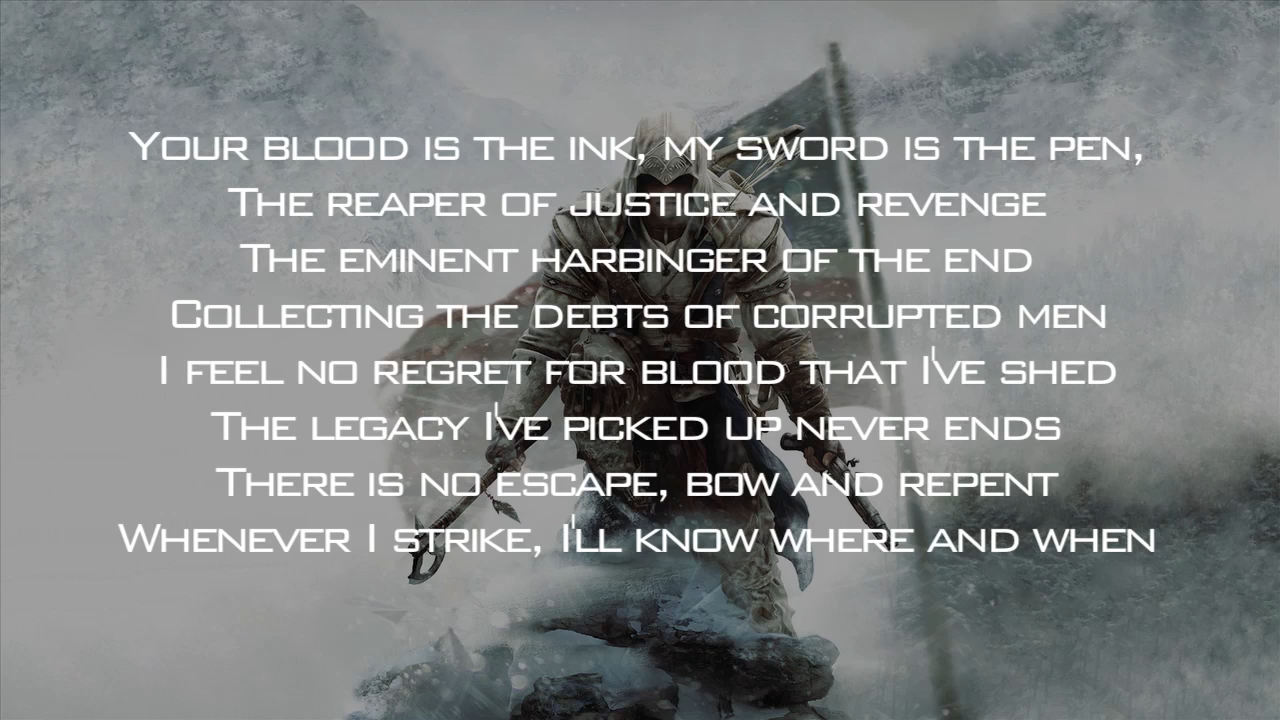 Your blood is the ink, my sword is the pen,
The reaper of justice and revenge
The eminent harbinger of the end
Collecting the debts of corrupted men
I feel no regret for blood that I've shed
The legacy I've picked up never ends
There is no escape, bow and repent
Whenever I strike, I'll know where and when